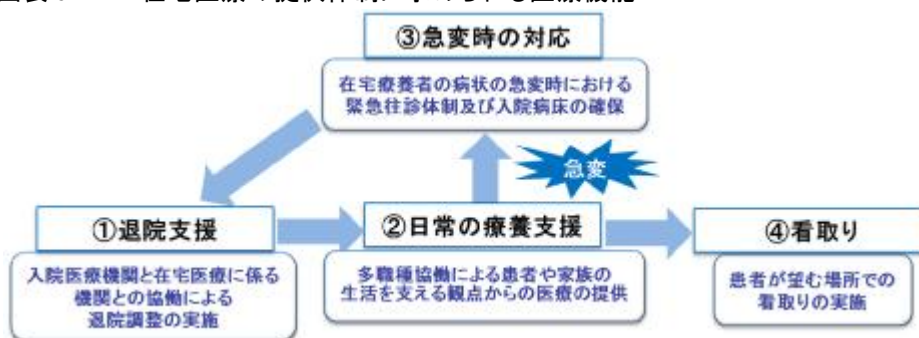 ③急変時の対応
在宅療養者の病状の急変時における
緊急往診体制及び入院病床の確保
急変
①退院支援
入院医療機関と在宅医療に係る
機関との協働による
退院調整の実施
②日常の療養支援
多職種協働による患者や家族の
生活を支える観点からの医療の提供
④看取り
患者が望む場所での
看取りの実施